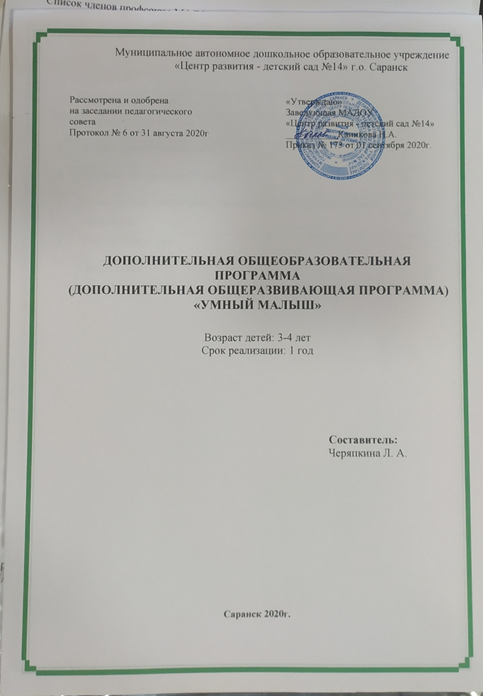 Список членов
Муниципальное автономное дошкольное образовательное учреждение
«Центр развития - детский сад №14» г.о. Саранск
Рассмотрена и одобрена
на заседании педагогического
совета
Протокол № 6 от 31 августа 2020г
«Утверждаю»
Заведующая МАДОУ
«Центр развития - детский сад №14»
Каникова Н.А.
Приказ № 173 от 01 сентября 2020г.
ДОПОЛНИТЕЛЬНАЯ ОБЩЕОБРАЗОВАТЕЛЬНАЯ
ПРОГРАММА
(ДОПОЛНИТЕЛЬНАЯ ОБЩЕРАЗВИВАЮЩАЯ ПРОГРАММА)
«УМНЫЙ МАЛЫШ»
Возраст детей: 3-4 лет
Срок реализации: 1 год
Составитель:
Черяпкина Л. А.
Саранск 2020г.